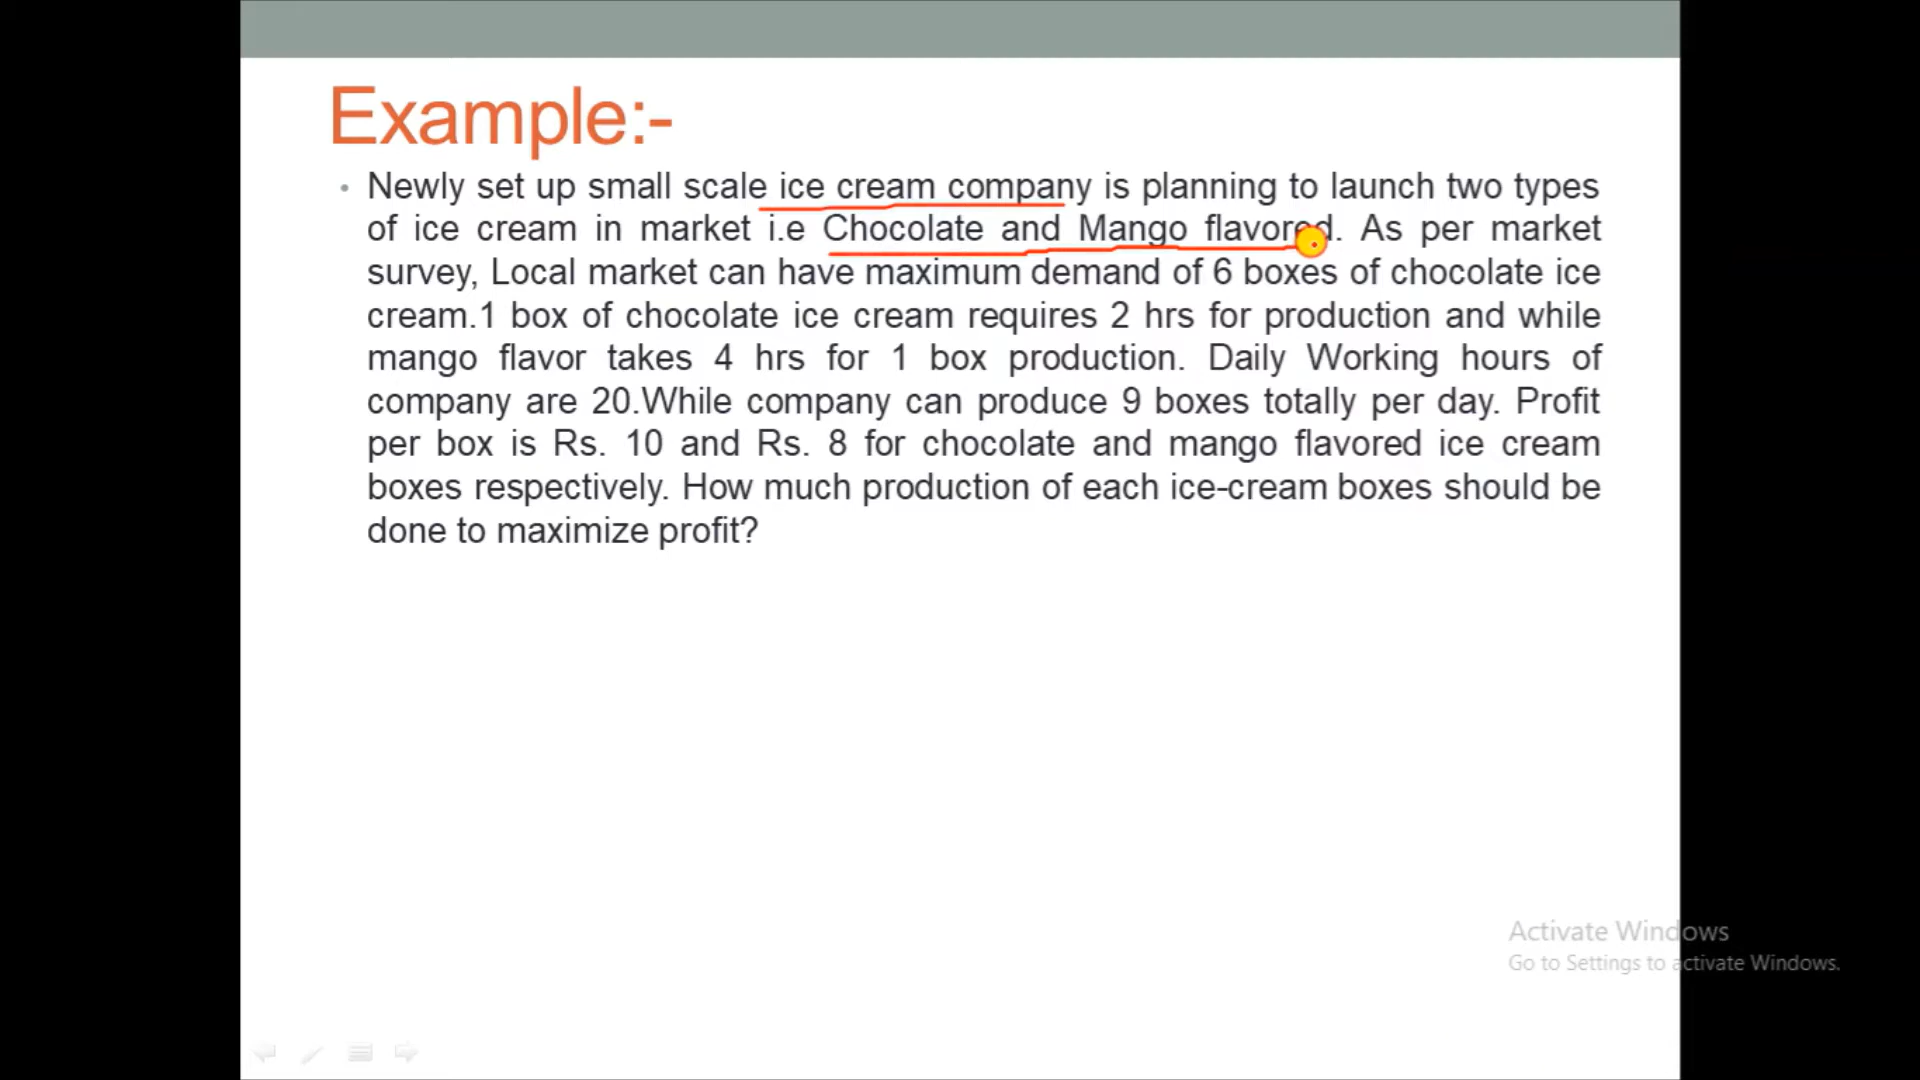 Example:-
• Newly set up small scale ice cream company is planning to launch two types
of ice cream in market i.e Chocolate and Mango flavored. As per market
survey, Local market can have maximum demand of 6 boxes of chocolate ice
cream.1 box of chocolate ice cream requires 2 hrs for production and while
mango flavor takes 4 hrs for 1 box production. Daily Working hours of
company are 20.While company can produce 9 boxes totally per day. Profit
per box is Rs. 10 and Rs. 8 for chocolate and mango flavored ice cream
boxes respectively. How much production of each ice-cream boxes should be
done to maximize profit?
Activate Windows
Go to Settings to activate Windows.